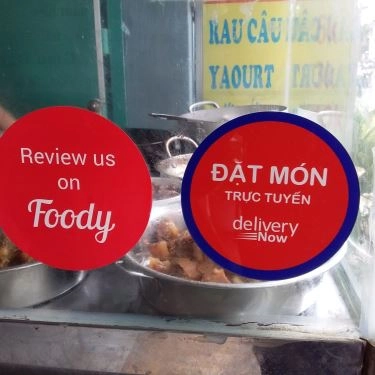 RAU CÂU
YAOURT
Review us
on
Foody
ĐẶT MÓN
TRỰC TUYẾN
delivery
Now